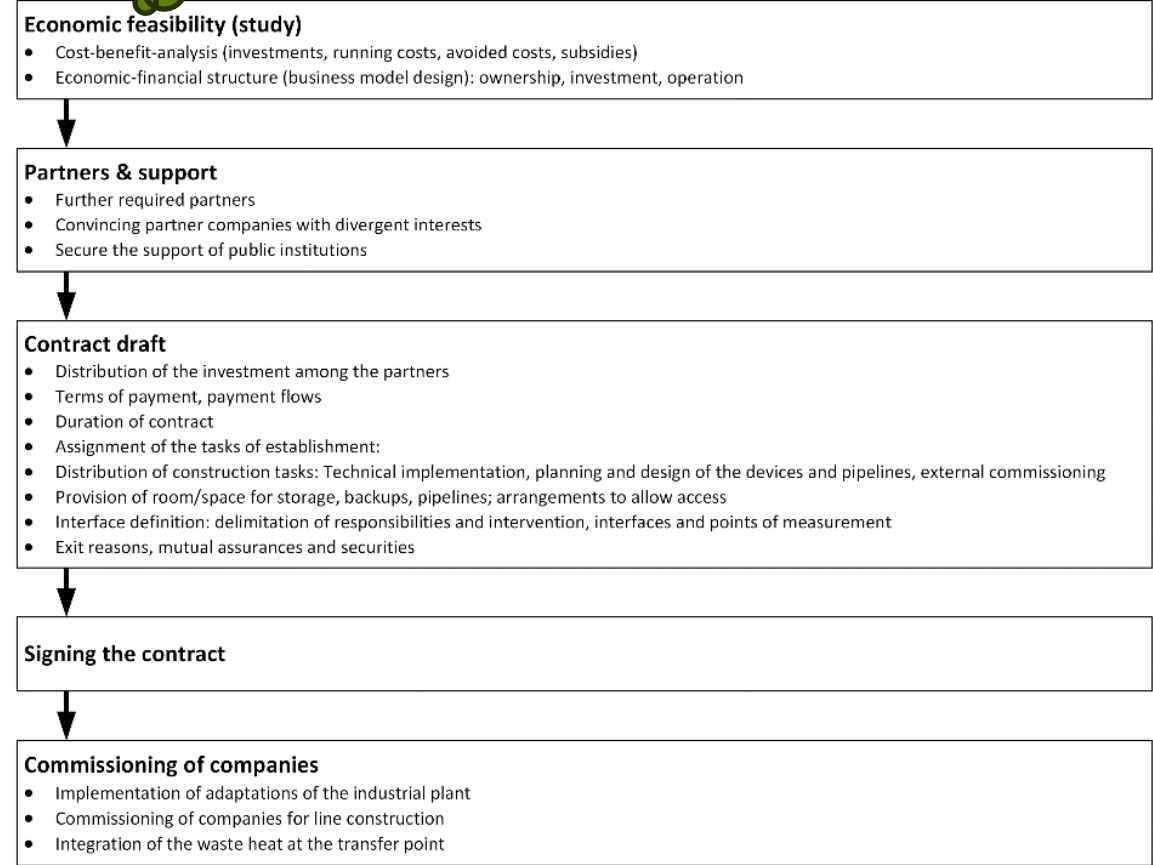 Economic feasibility (study)
• Cost-benefit-analysis (investments, running costs, avoided costs, subsidies)
• Economic-financial structure (business model design): ownership, investment, operation
Partners & support
• Further required partners
• Convincing partner companies with divergent interests
• Secure the support of public institutions
Contract draft
• Distribution of the investment among the partners
• Terms of payment, payment flows
• Duration of contract
• Assignment of the tasks of establishment:
• Distribution of construction tasks: Technical implementation, planning and design of the devices and pipelines, external commissioning
• Provision of room/space for storage, backups, pipelines; arrangements to allow access
• Interface definition: delimitation of responsibilities and intervention, interfaces and points of measurement
• Exit reasons, mutual assurances and securities
Signing the contract
Commissioning of companies
• Implementation of adaptations of the industrial plant
• Commissioning of companies for line construction
• Integration of the waste heat at the transfer point